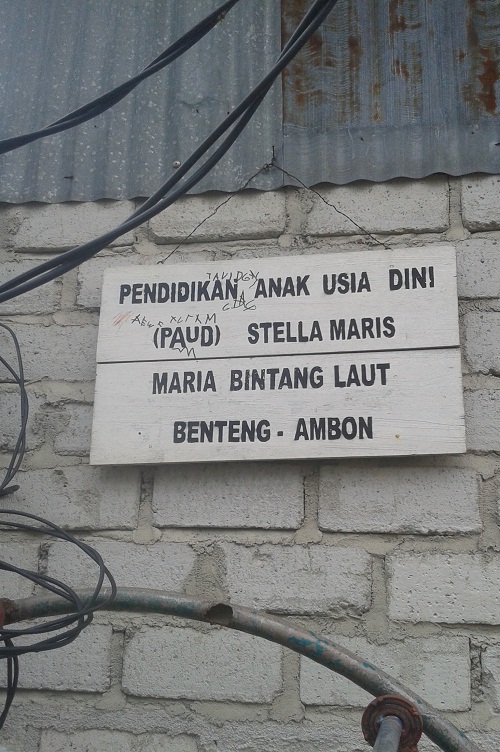 PENDIDIKAN ANAK USIA DINI
(PAUD) STELLA MARIS
MARIA BINTANG LAUT
BENTENG - AMBON